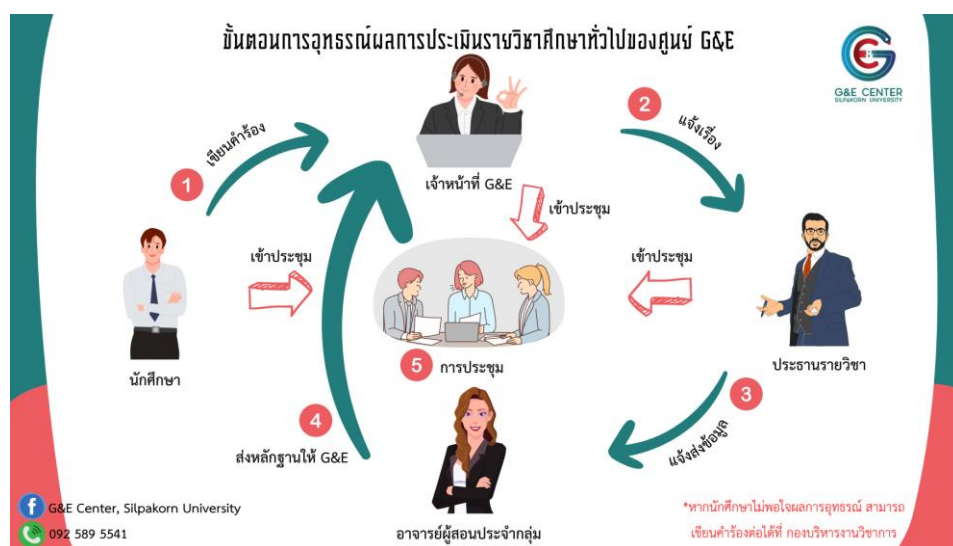 ขั้นตอนการอุทธรณ์ผลการประเมินรายวิชาศึกษาทั่วไปของศูนย์ G&E
G&E CENTER
SILPAKORN UNIVERSITY
1
เขียนคำร้อง
เจ้าหน้าที่ G&E
2
แจ้งเรื่อง
เข้าประชุม
เข้าประชุม
เข้าประชุม
นักศึกษา
5 การประชุม
ประธานรายวิชา
3
แจ้งส่งข้อมูล
4
ส่งหลักฐานให้ G&E
อาจารย์ผู้สอนประจำกลุ่ม
G&E Center, Silpakorn University
092 589 5541
*หากนักศึกษาไม่พอใจผลการอุทธรณ์ สามารถ
เขียนคำร้องต่อได้ที่ กองบริหารงานวิชาการ